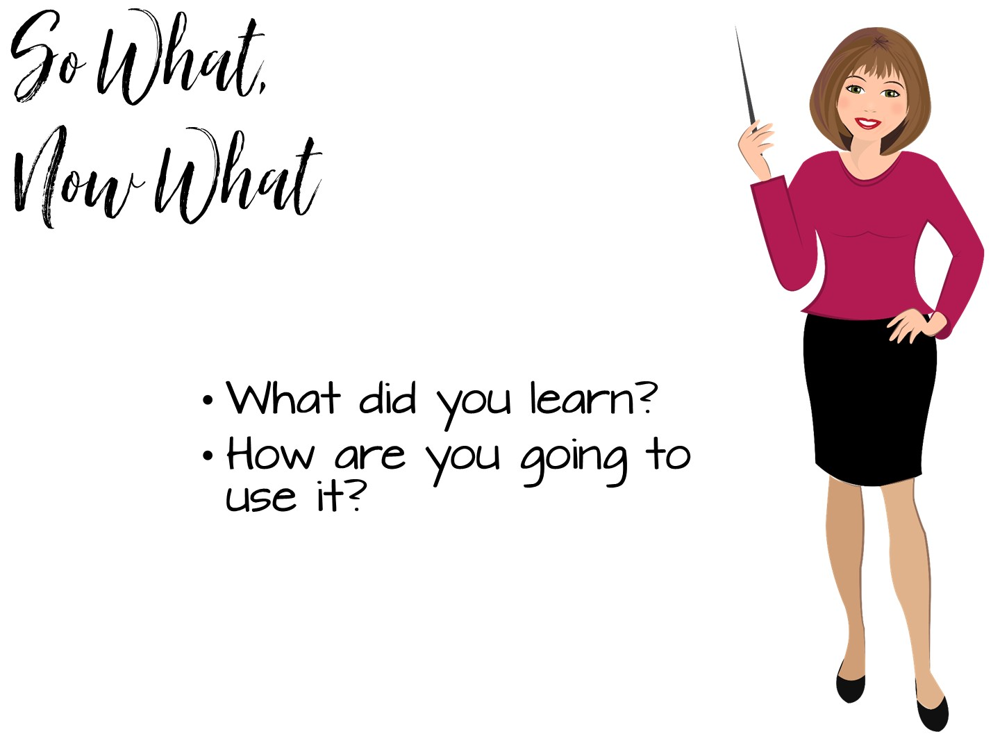 So What,
Now What
• What did you learn?
• How are you going to
use it?